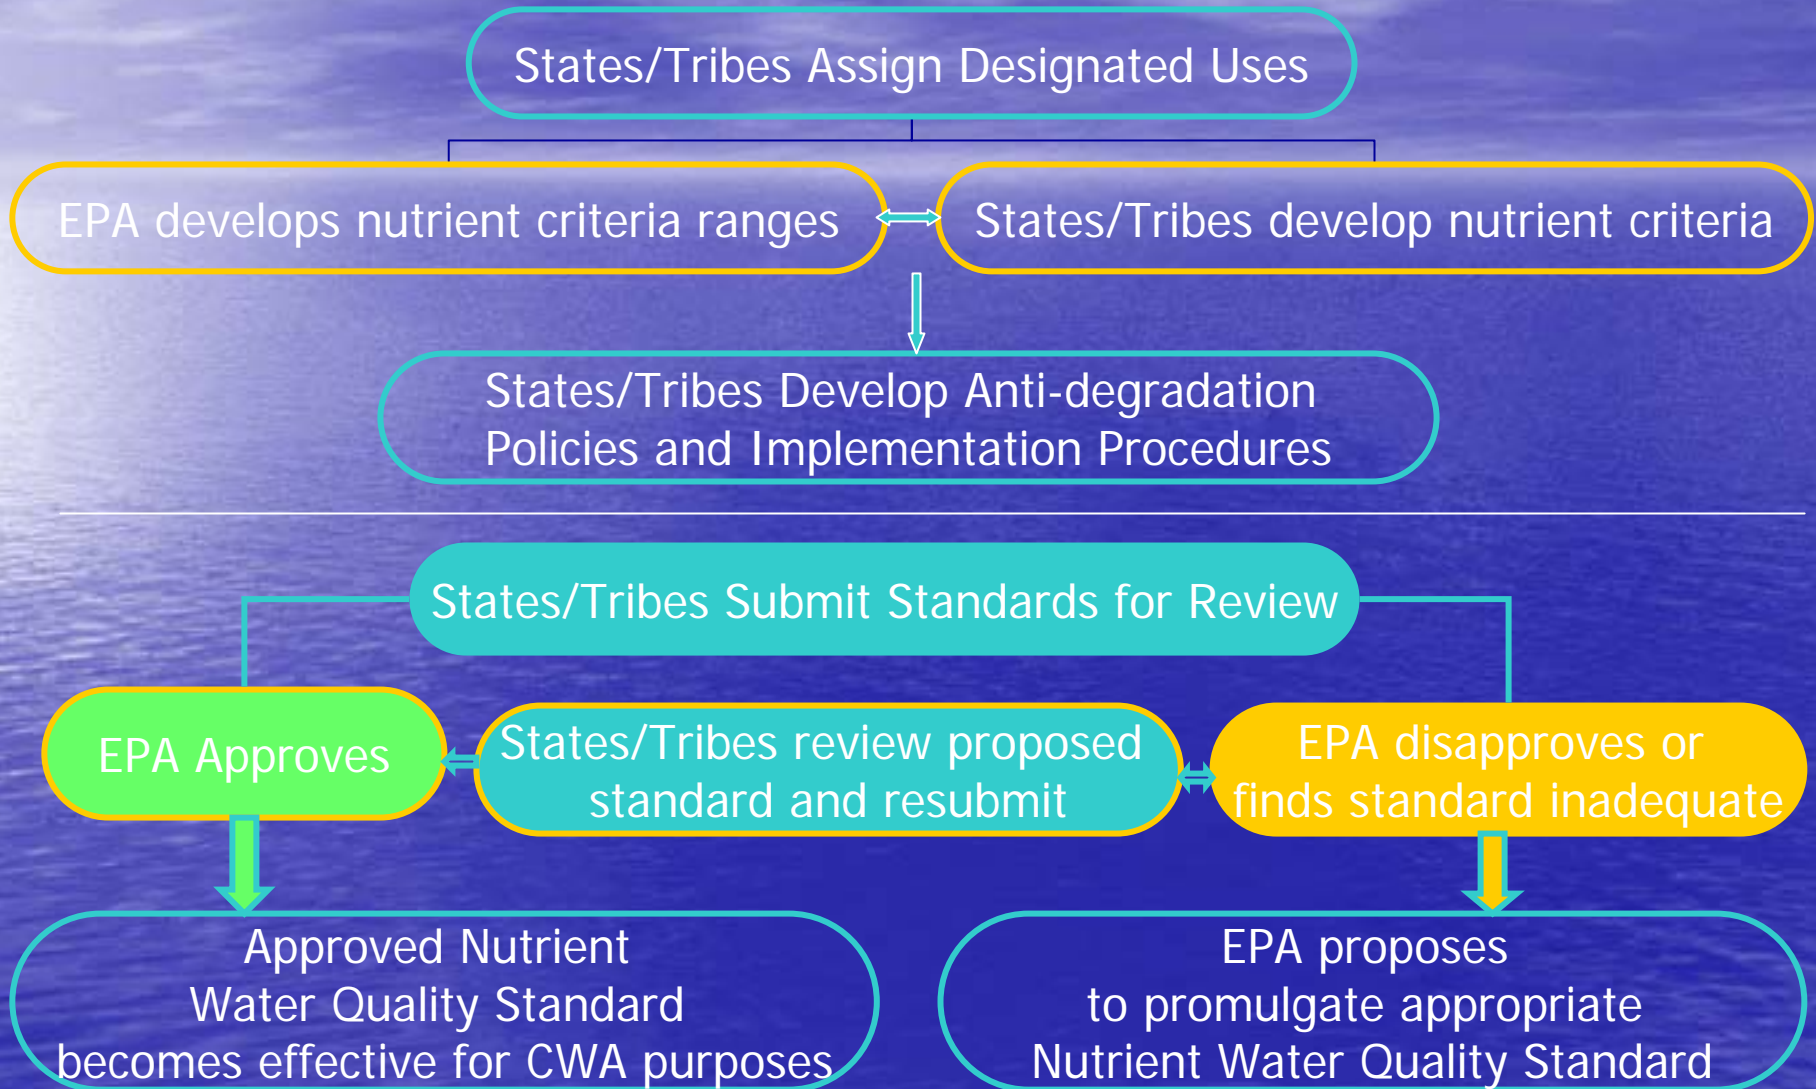 States/Tribes Assign Designated Uses
EPA develops nutrient criteria ranges
States/Tribes develop nutrient criteria
States/Tribes Develop Anti-degradation
Policies and Implementation Procedures
States/Tribes Submit Standards for Review
EPA Approves
States/Tribes review proposed
standard and resubmit
EPA disapproves or
finds standard inadequate
Approved Nutrient
Water Quality Standard
becomes effective for CWA purposes
EPA proposes
to promulgate appropriate
Nutrient Water Quality Standard